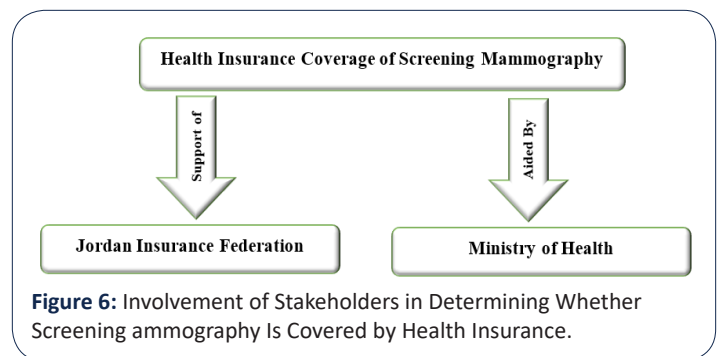 Health Insurance Coverage of Screening Mammography
Support of
Aided By
Jordan Insurance Federation
Ministry of Health
Figure 6: Involvement of Stakeholders in Determining Whether
Screening ammography Is Covered by Health Insurance.